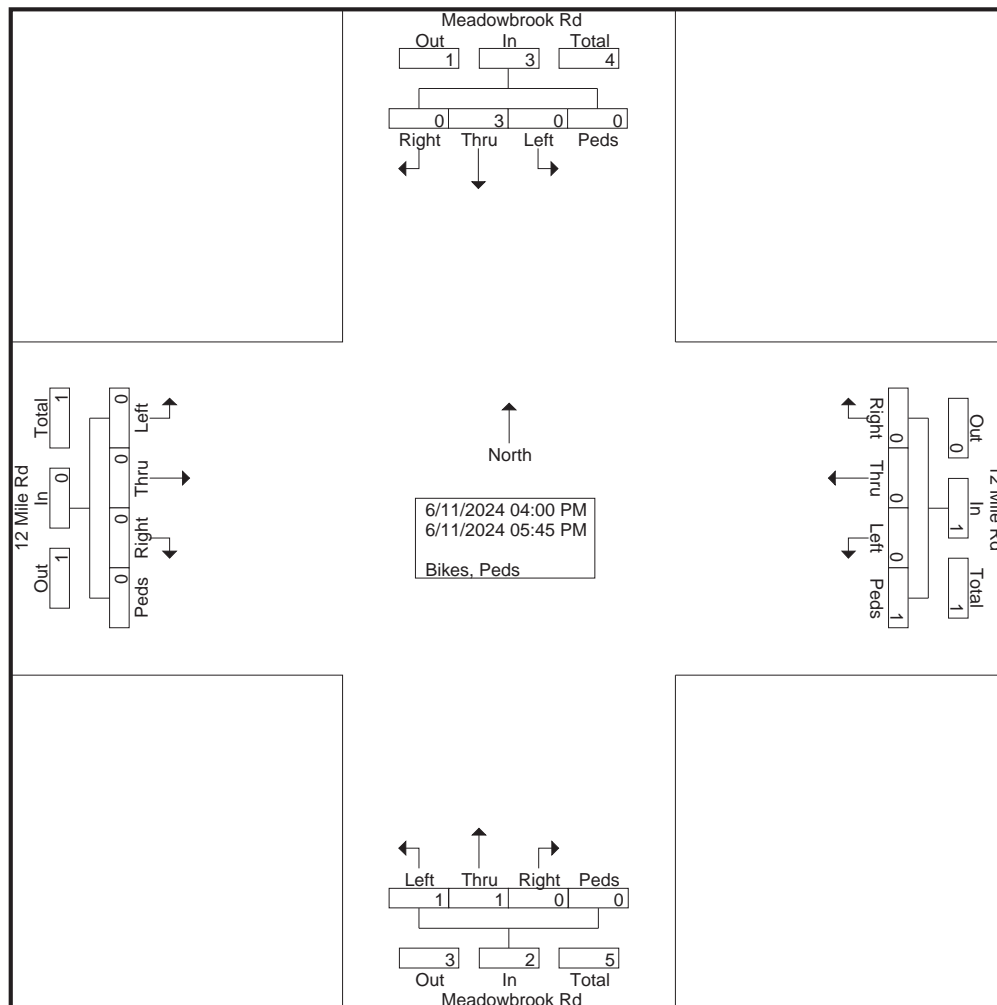 Meadowbrook Rd
Out In Total
1 3 4
0 3 0 0
Right Thru Left Peds
12 Mile Rd
Out In Total
1 0 1
0 0 0 0
Left Thru Right Peds
North
6/11/2024 04:00 PM
6/11/2024 05:45 PM
Bikes, Peds
Right Thru Left Peds
0 0 0 1
Out In Total
0 1 1
12 Mile Rd
Left Thru Right Peds
1 1 0 0
3 2 5
Out In Total
Meadowbrook Rd